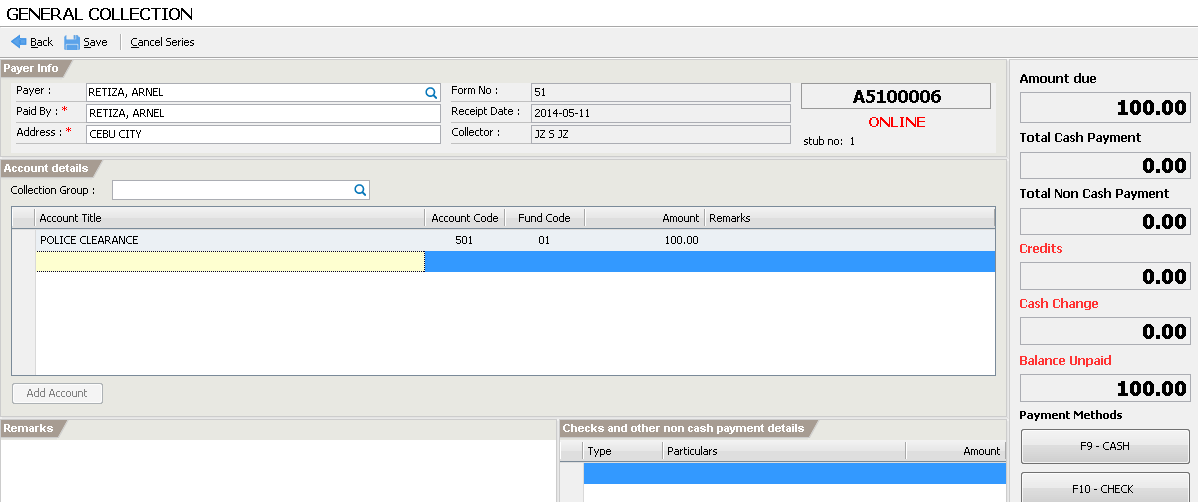 GENERAL COLLECTION
Back Save Cancel Series
Payer Info
Payer : RETIZA, ARNEL
Paid By : * RETIZA, ARNEL
Address : * CEBU CITY
Form No : 51
Receipt Date : 2014-05-11
Collector : JZ S JZ
A5100006
ONLINE
stub no: 1
Account details
Collection Group :
Account Title Account Code Fund Code Amount Remarks
POLICE CLEARANCE 501 01 100.00
Add Account
Remarks
Checks and other non cash payment details
Type Particulars Amount
Amount due
100.00
Total Cash Payment
0.00
Total Non Cash Payment
0.00
Credits
0.00
Cash Change
0.00
Balance Unpaid
100.00
Payment Methods
F9 - CASH
F10 - CHECK